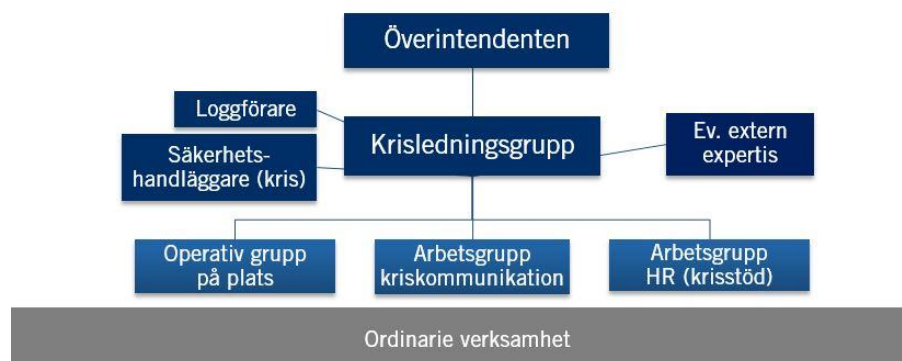 Överintendenten
Loggförare
Krisledningsgrupp
Ev. extern
expertis
Säkerhets-
handläggare (kris)
Operativ grupp
på plats
Arbetsgrupp
kriskommunikation
Arbetsgrupp
HR (krisstöd)
Ordinarie verksamhet